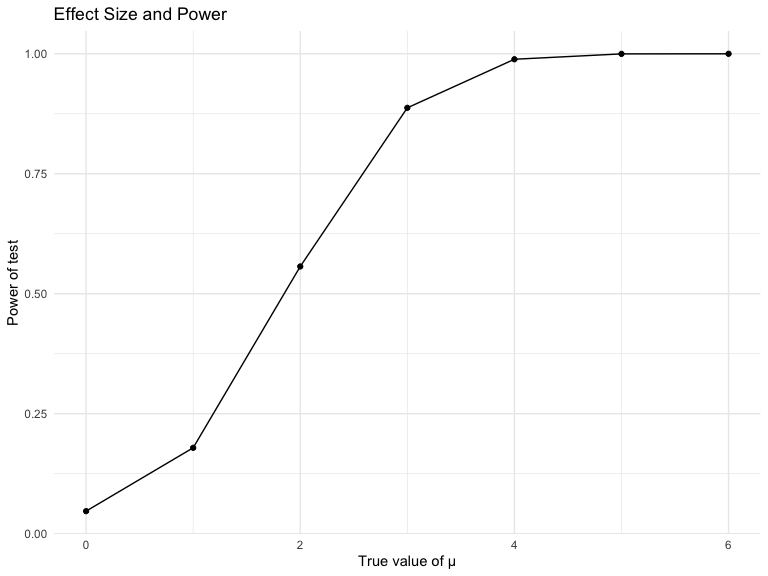 Effect Size and Power
1.00
0.75
0.50
0.25
0.00
Power of test
0 2 4 6
True value of μ